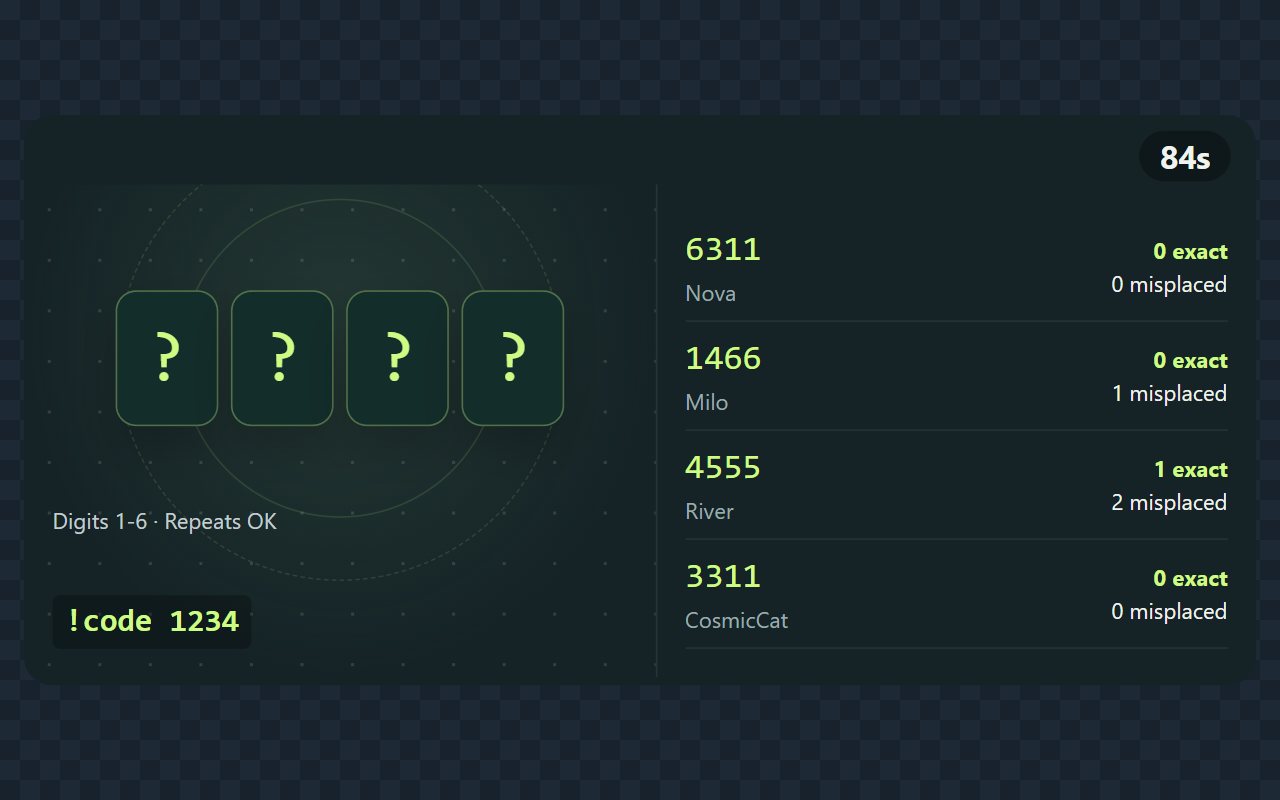 84s
? ? ? ?
Digits 1-6 · Repeats OK
!code 1234
6311
Nova
0 exact
0 misplaced
1466
Milo
0 exact
1 misplaced
4555
River
1 exact
2 misplaced
3311
CosmicCat
0 exact
0 misplaced